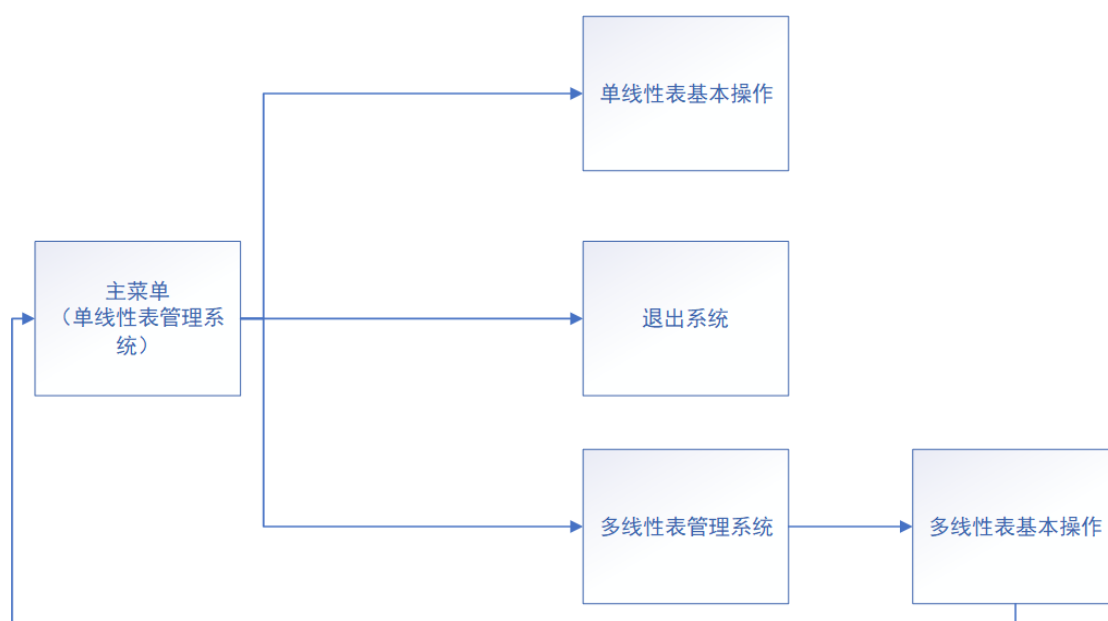 单线性表基本操作
主菜单
（单线性表管理系
统）
退出系统
多线性表管理系统
多线性表基本操作